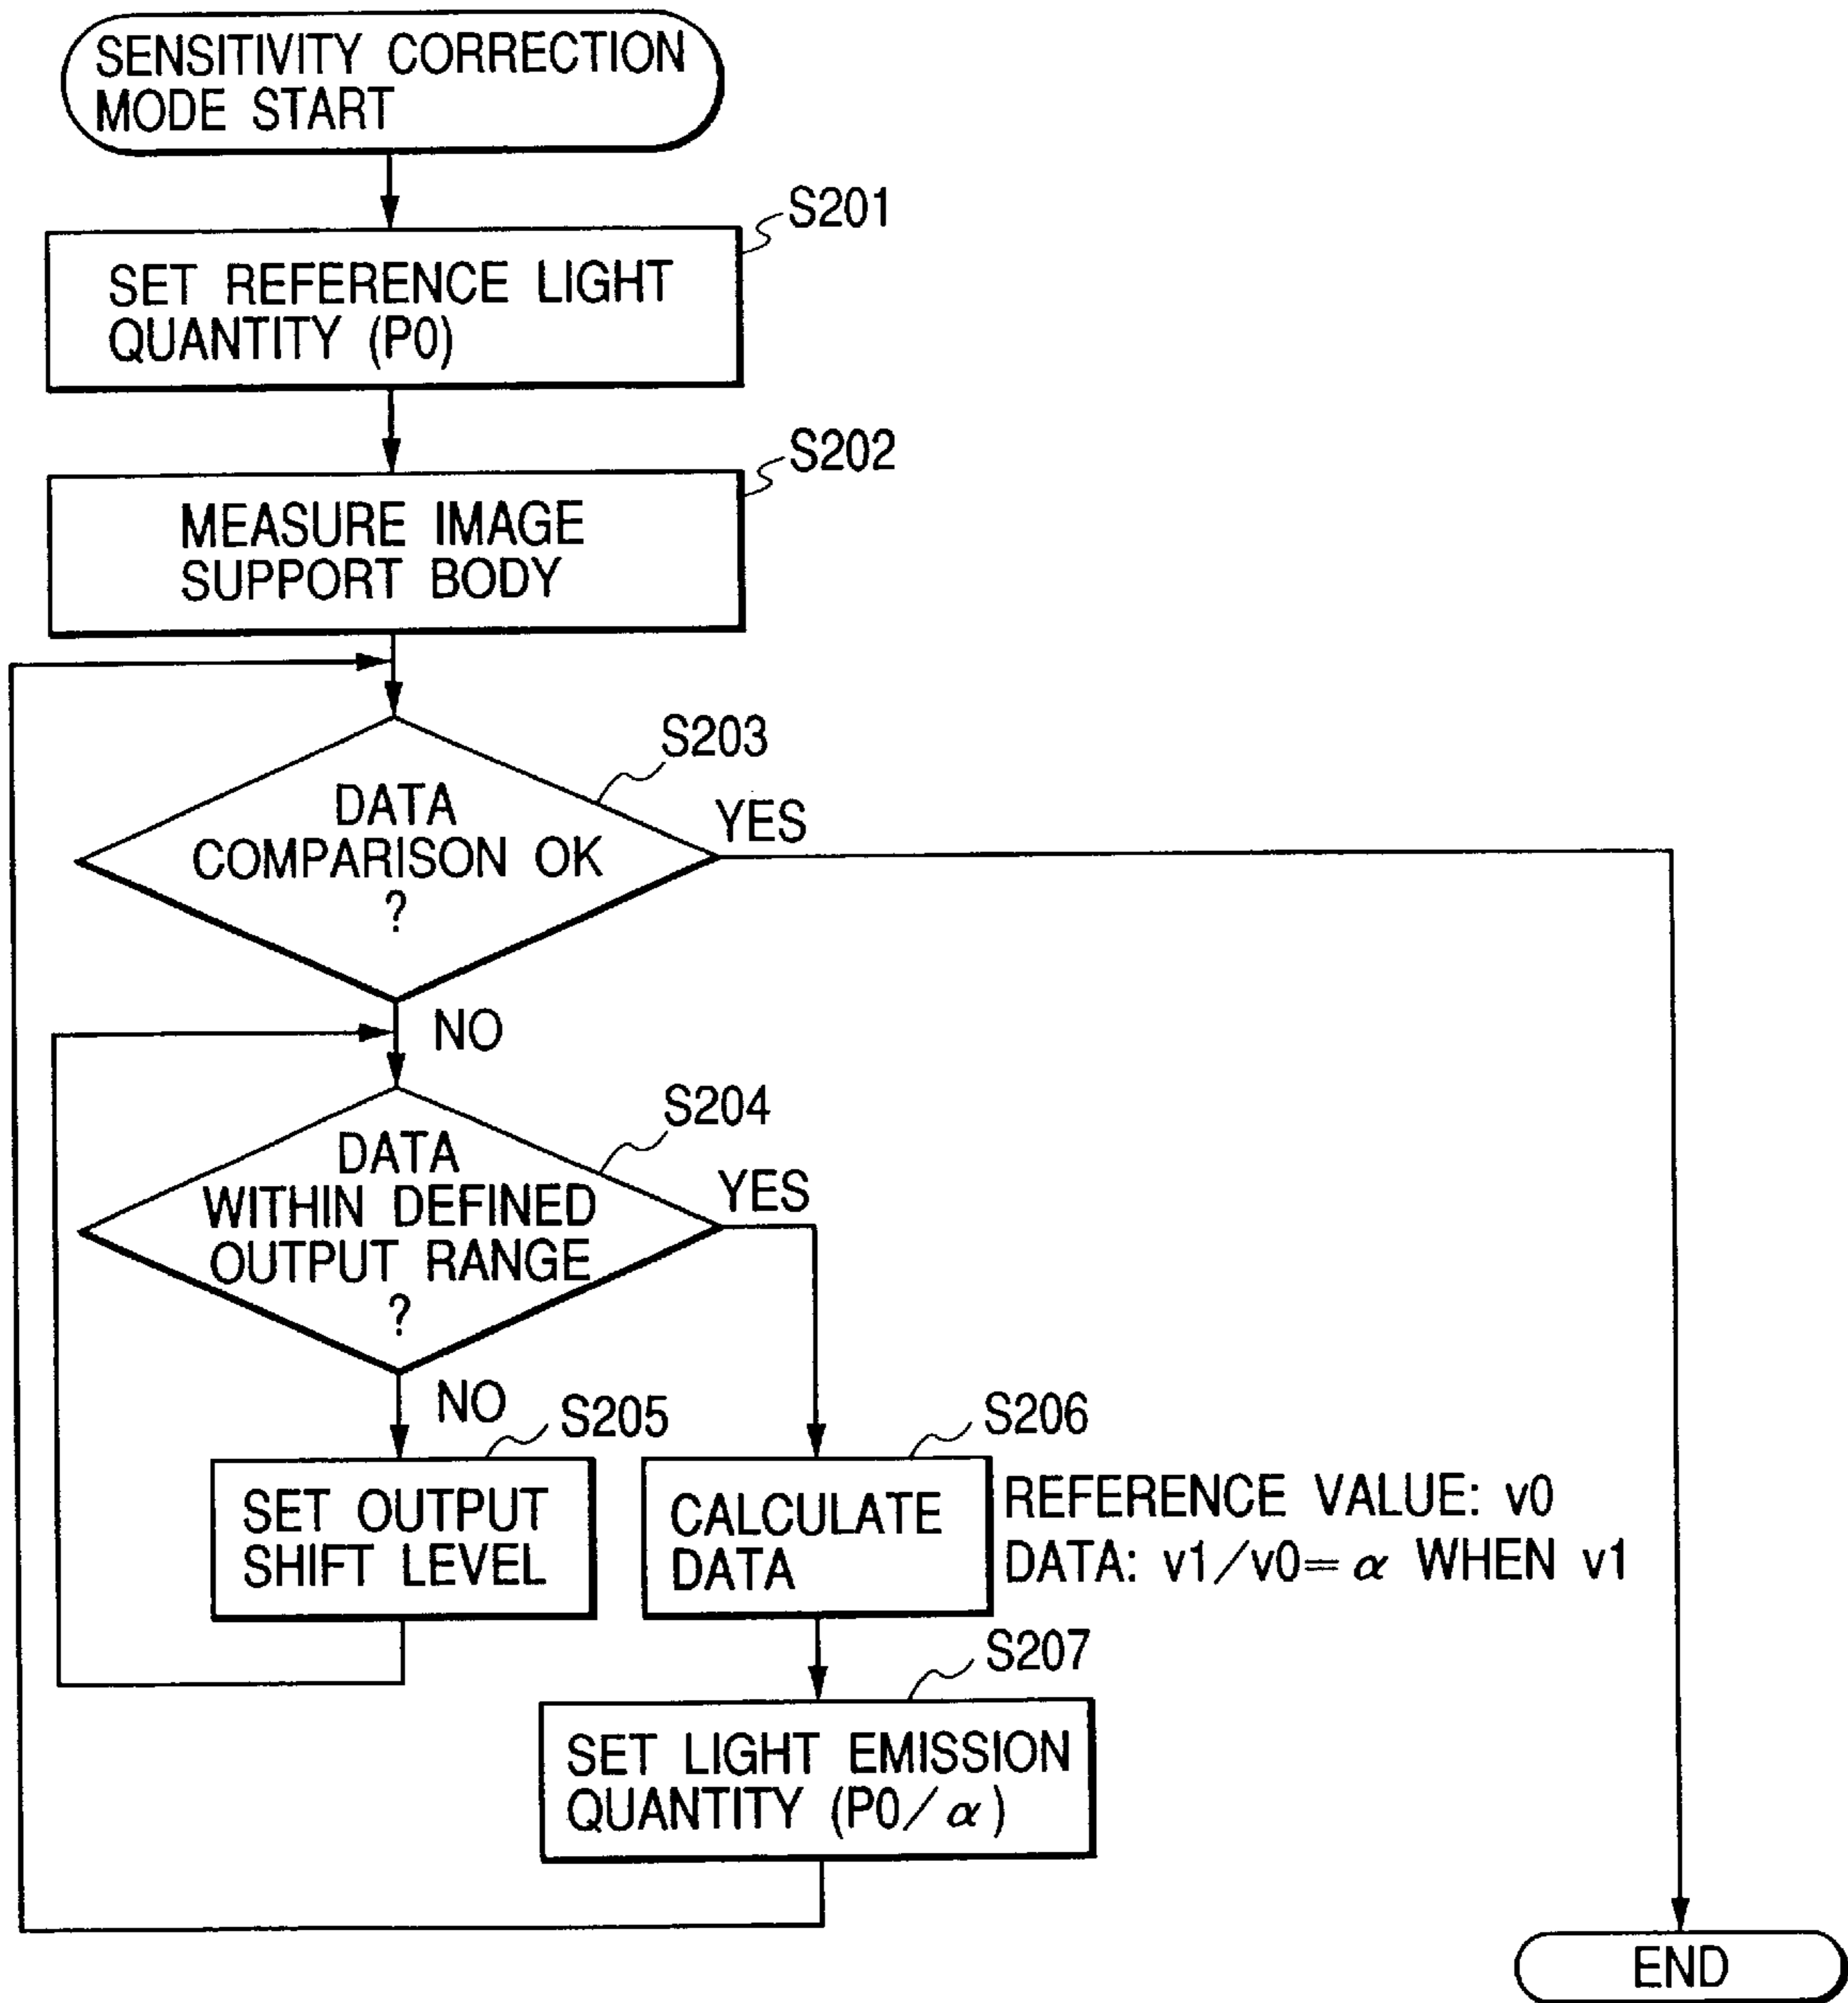 SENSITIVITY CORRECTION
MODE START
S201
SET REFERENCE LIGHT
QUANTITY (P0)
S202
MEASURE IMAGE
SUPPORT BODY
S203
DATA
COMPARISON OK
?
YES
NO
S204
DATA
WITHIN DEFINED
OUTPUT RANGE
?
YES
NO
S205
SET OUTPUT
SHIFT LEVEL
S206
CALCULATE
DATA
REFERENCE VALUE: v0
DATA: v1/v0=α WHEN v1
S207
SET LIGHT EMISSION
QUANTITY (P0/α)
END